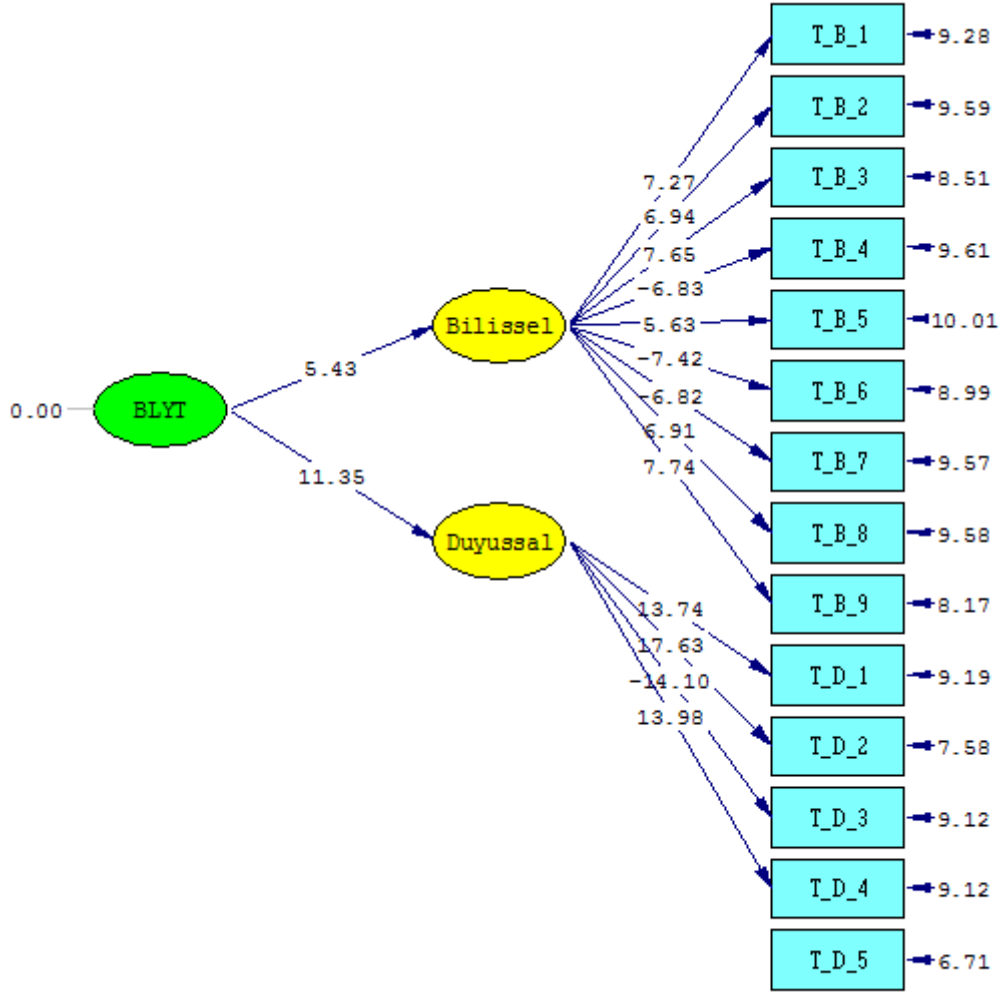 T_B_1
9.28
T_B_2
9.59
T_B_3
8.51
7.27
6.94
T_B_4
9.61
7.65
-6.83
Bilissel
5.63
T_B_5
10.01
5.43
-7.42
0.00
BLYT
-6.82
T_B_6
8.99
6.91
11.35
7.74
T_B_7
9.57
Duyussal
T_B_8
9.58
13.74
T_B_9
8.17
17.63
-14.10
T_D_1
9.19
13.98
T_D_2
7.58
T_D_3
9.12
T_D_4
9.12
T_D_5
6.71